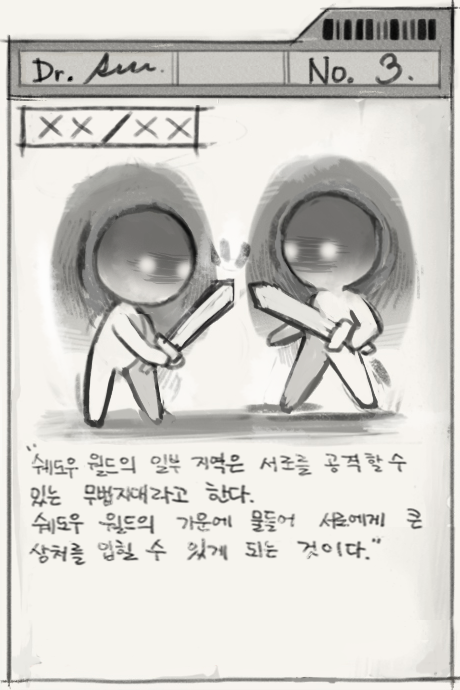 Dr.
No. 3.
XX/XX
"쉐도우 월드의 일부 지역은 서로를 공격할 수
있는 무법지대라고 한다.
쉐도우 월드의 기운에 물들어 서로에게 큰
상처를 입힐 수 있게 되는 것이다."